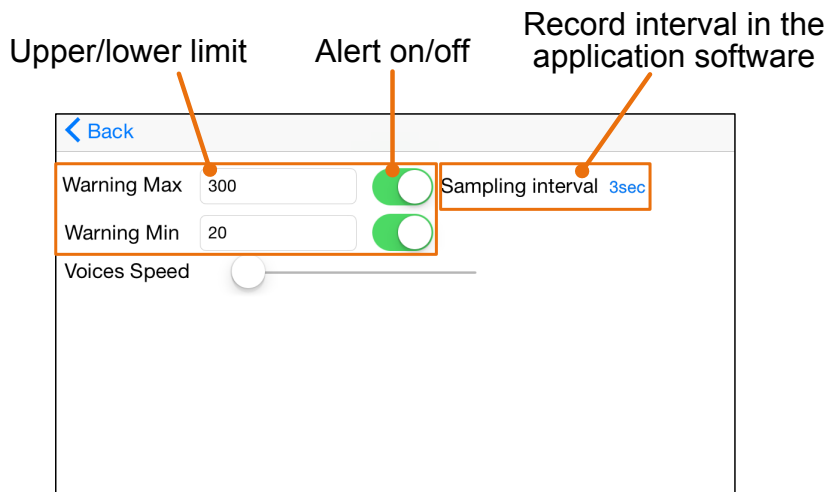 Upper/lower limit
Alert on/off
Record interval in the
application software
Back
Warning Max 300
Sampling interval 3sec
Warning Min 20
Voices Speed